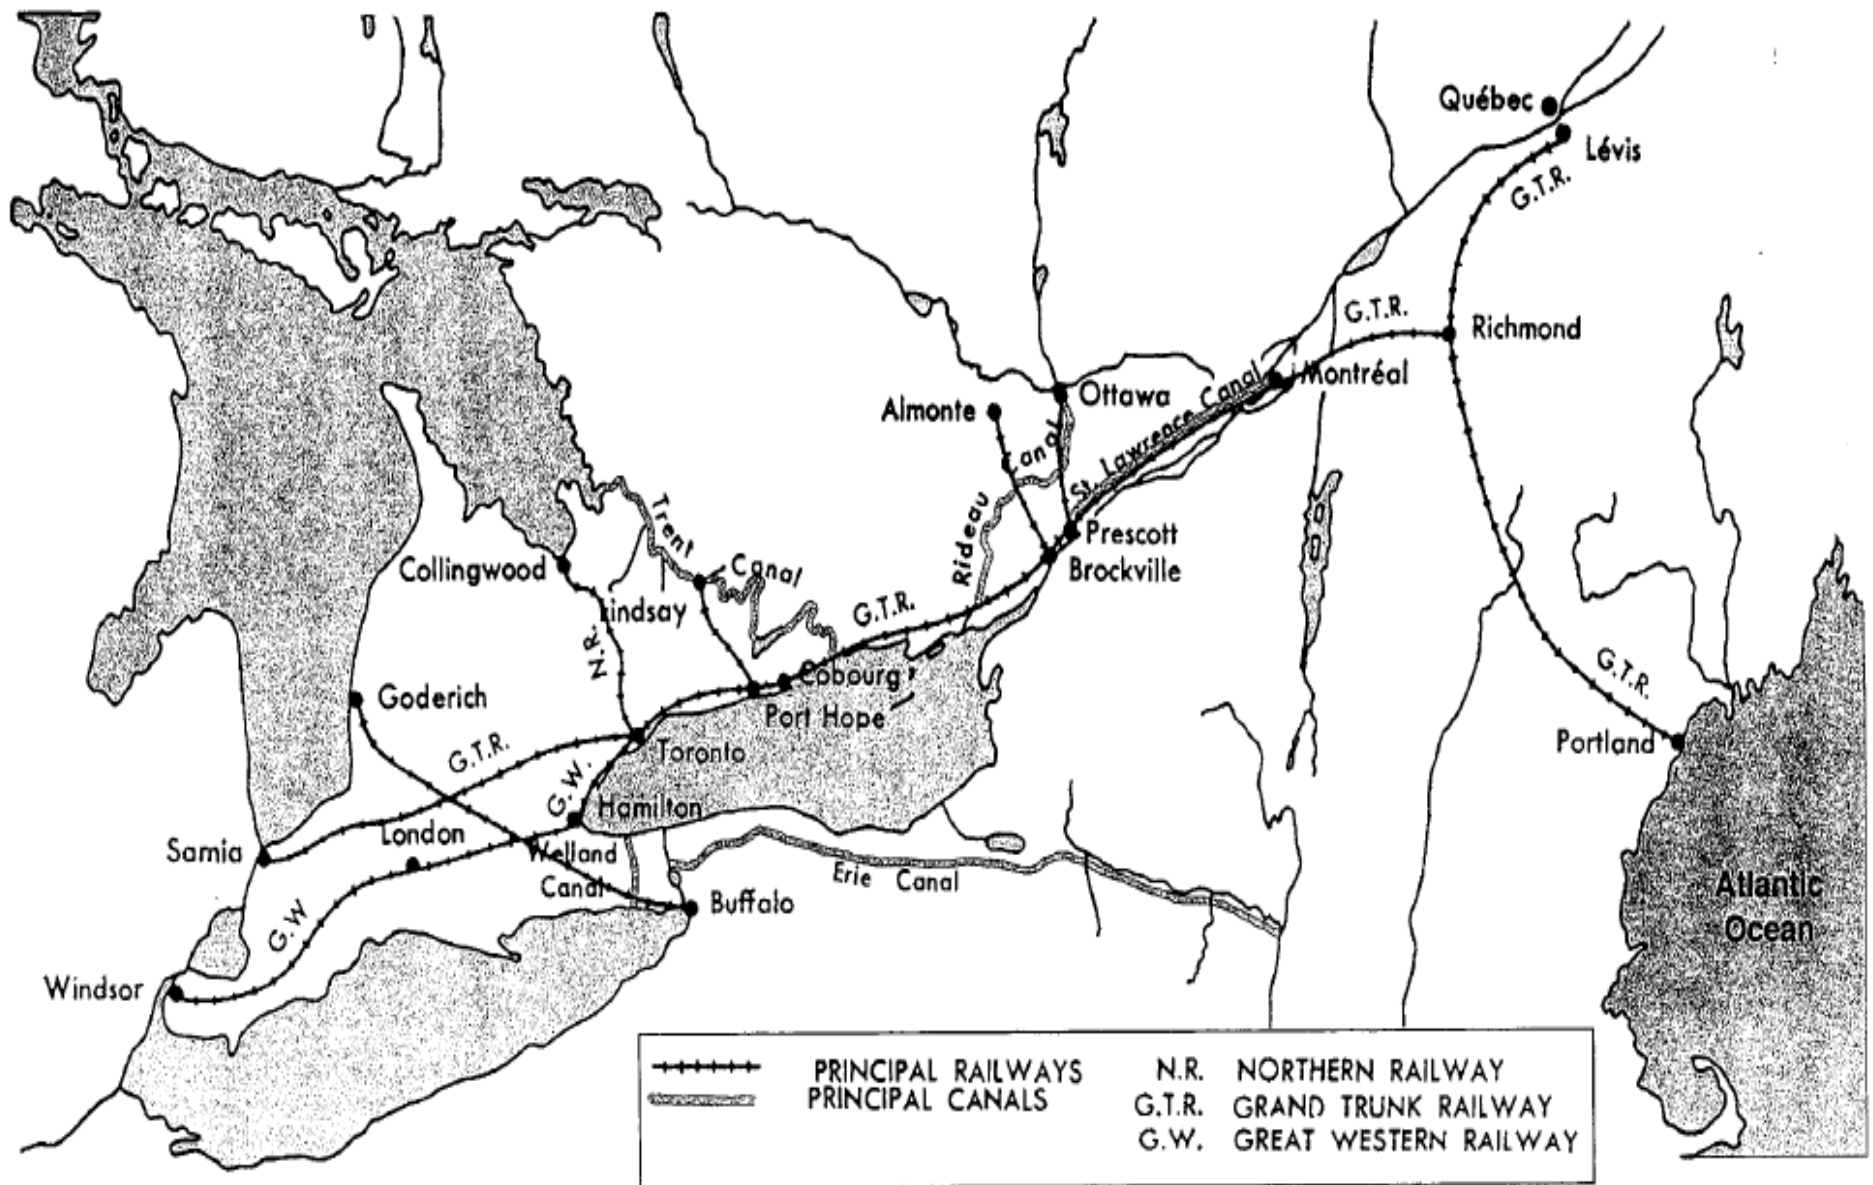 Québec
Lévis
G.T.R.
G.T.R.
Richmond
Montréal
Ottawa
Almonte
Canal
St. Lawrence Canal
Rideau
Prescott
Brockville
Trent
Canal
Collingwood
Lindsay
N.R.
G.T.R.
Cobourg
Port Hope
Goderich
G.T.R.
Toronto
G.T.R.
Portland
G.W.
Hamilton
London
Sarnia
Welland
Canal
Erie Canal
Buffalo
G.W
Windsor
Atlantic
Ocean
PRINCIPAL RAILWAYS
PRINCIPAL CANALS
N.R. NORTHERN RAILWAY
G.T.R. GRAND TRUNK RAILWAY
G.W. GREAT WESTERN RAILWAY